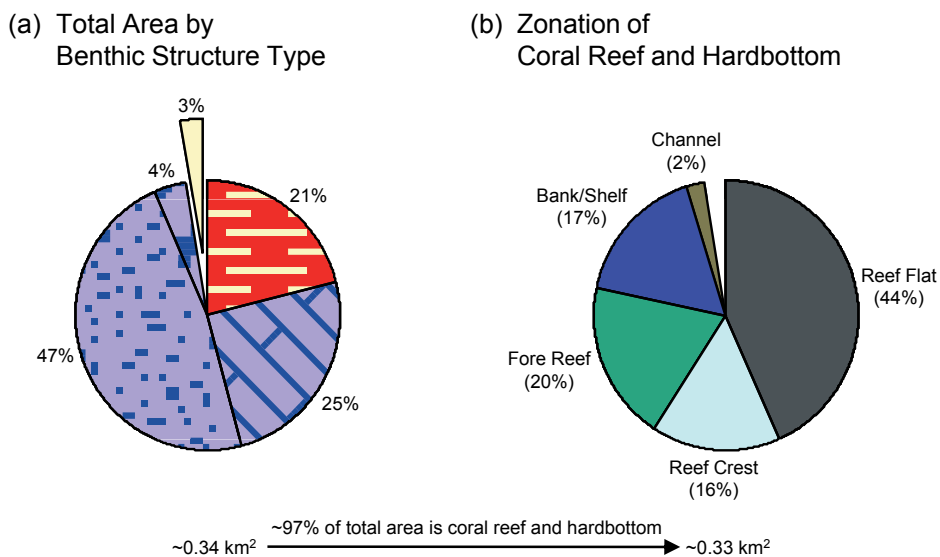 (a) Total Area by
Benthic Structure Type
(b) Zonation of
Coral Reef and Hardbottom
3%
4%
21%
47%
25%
Channel
(2%)
Bank/Shelf
(17%)
Reef Flat
(44%)
Fore Reef
(20%)
Reef Crest
(16%)
~97% of total area is coral reef and hardbottom
~0.34 km²
~0.33 km²